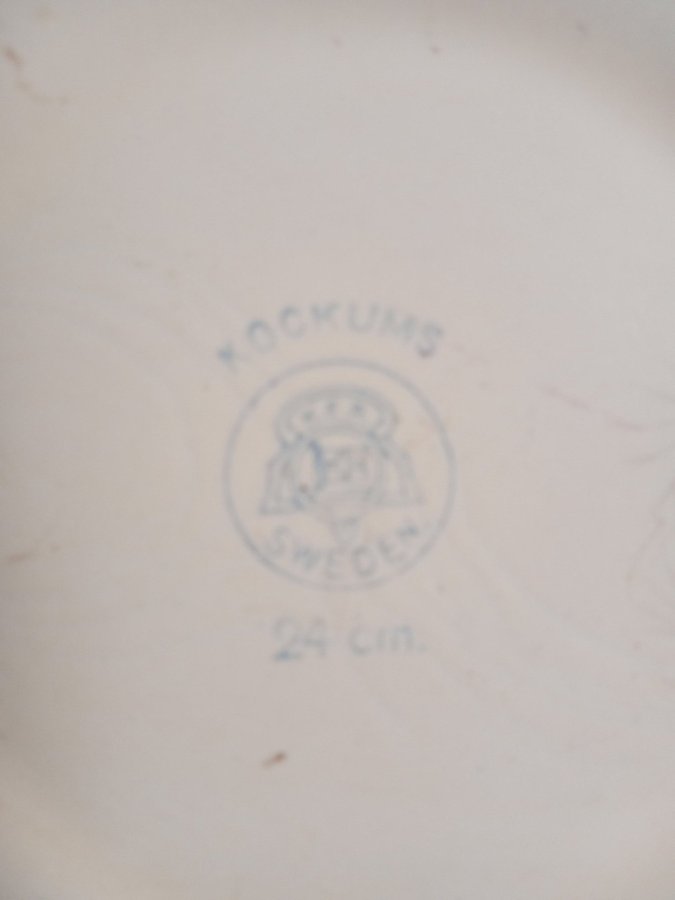 KOCKUMS
SWEDEN
24 cm.